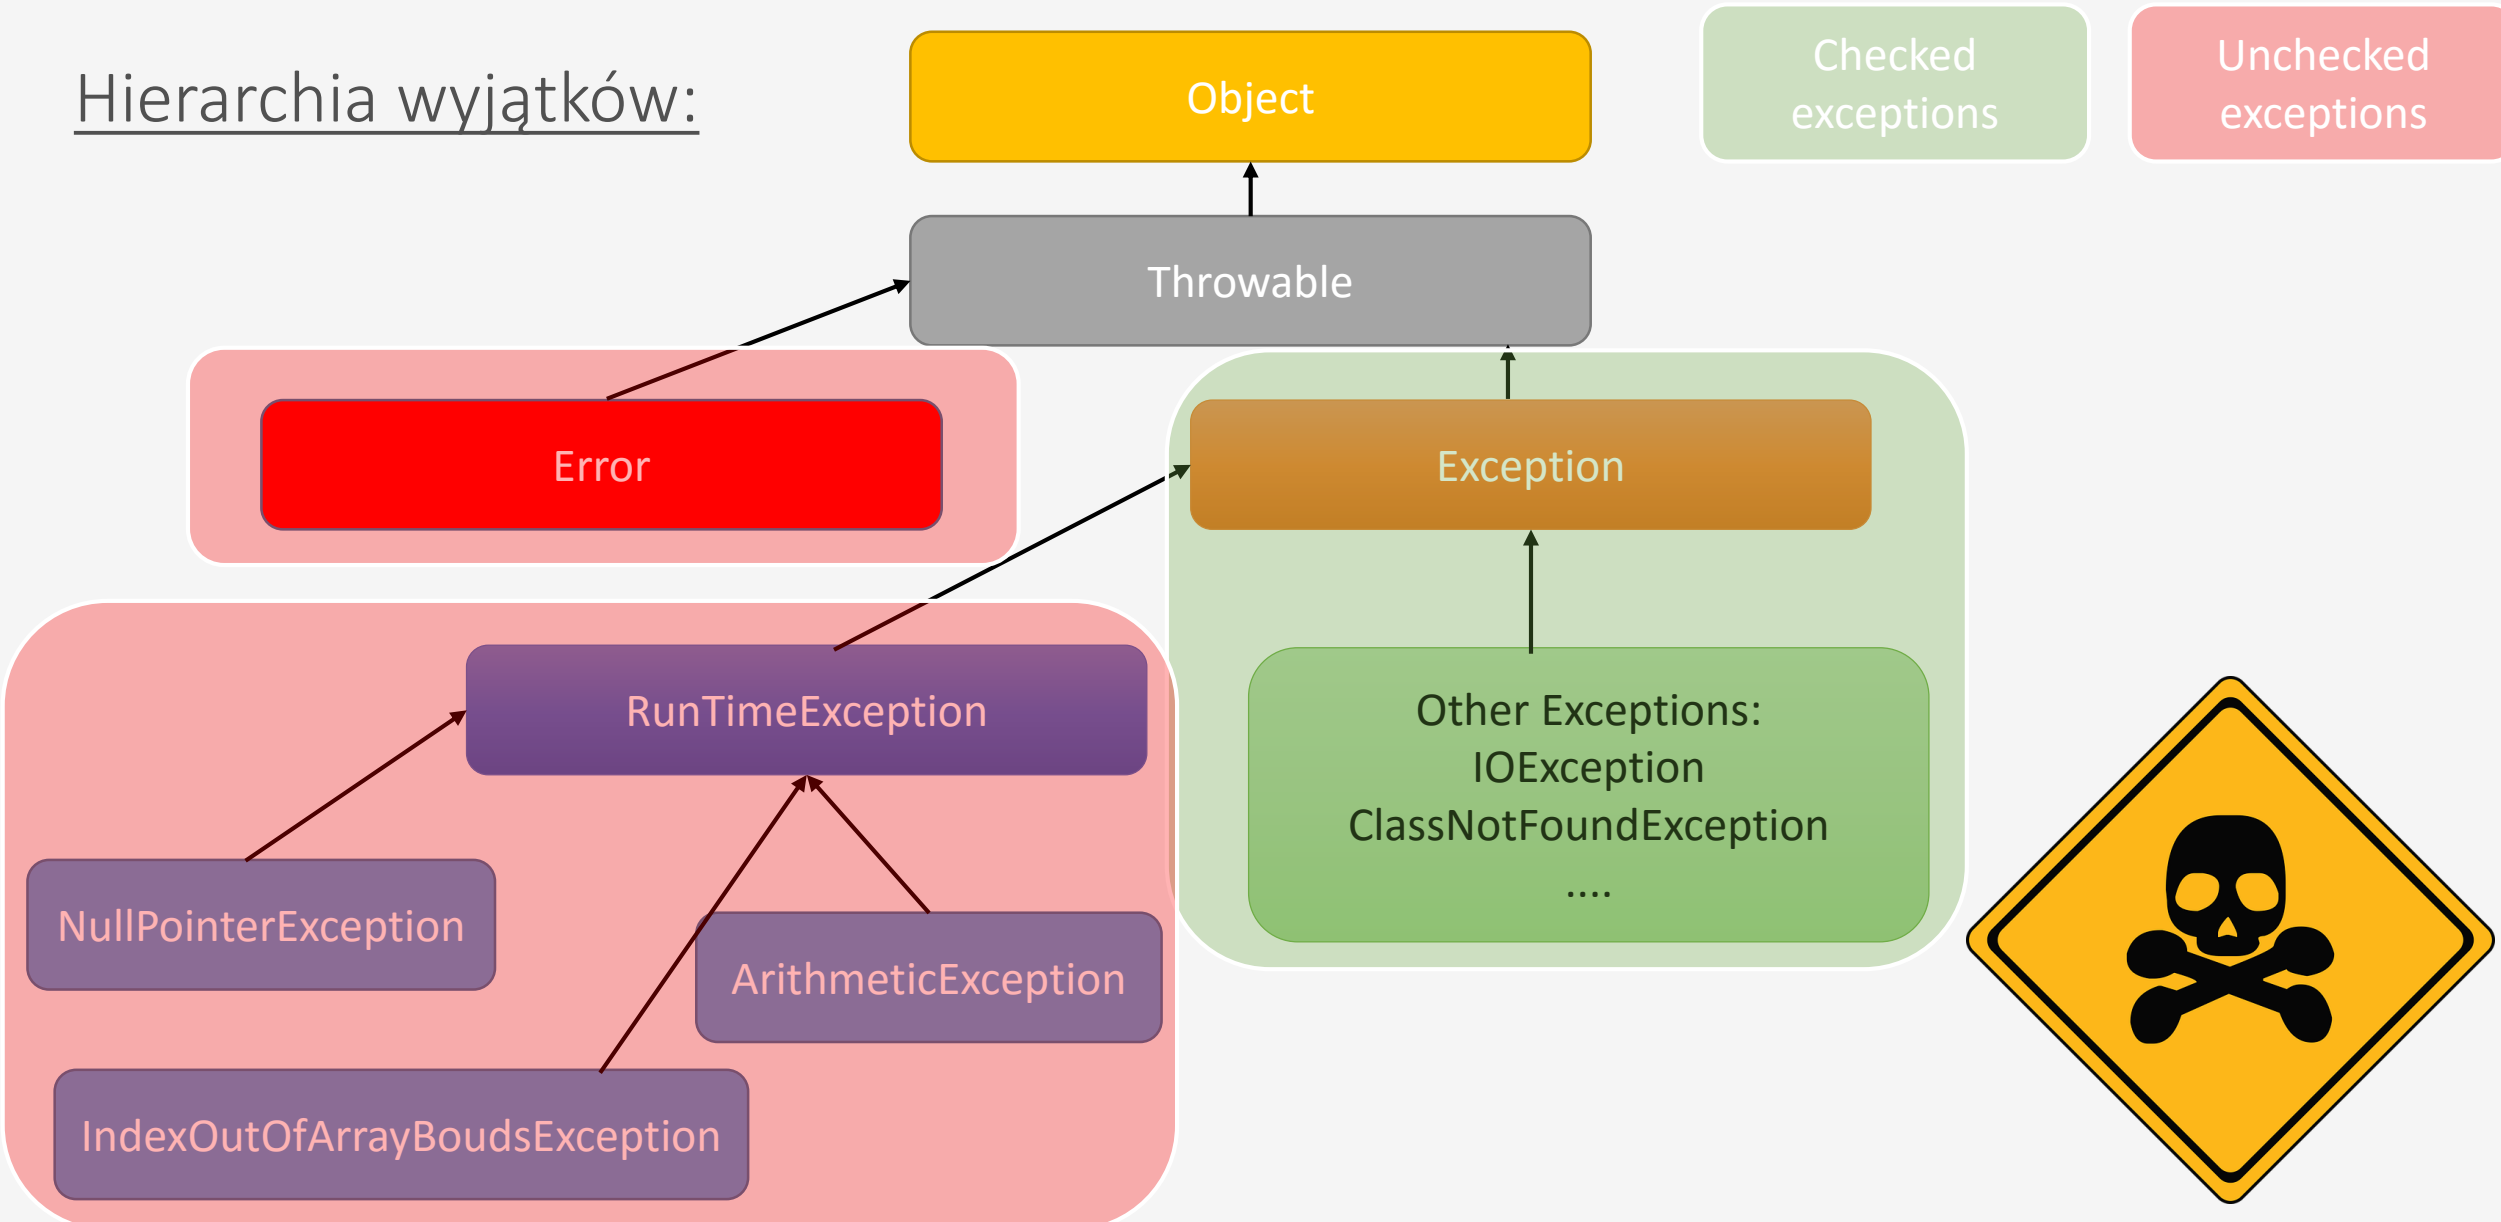 Hierarchia wyjątków:
Object
Checked
exceptions
Unchecked
exceptions
Throwable
Error
Exception
RunTimeException
Other Exceptions:
IOException
ClassNotFoundException
....
NullPointerException
ArithmeticException
IndexOutOfArrayBoudsException